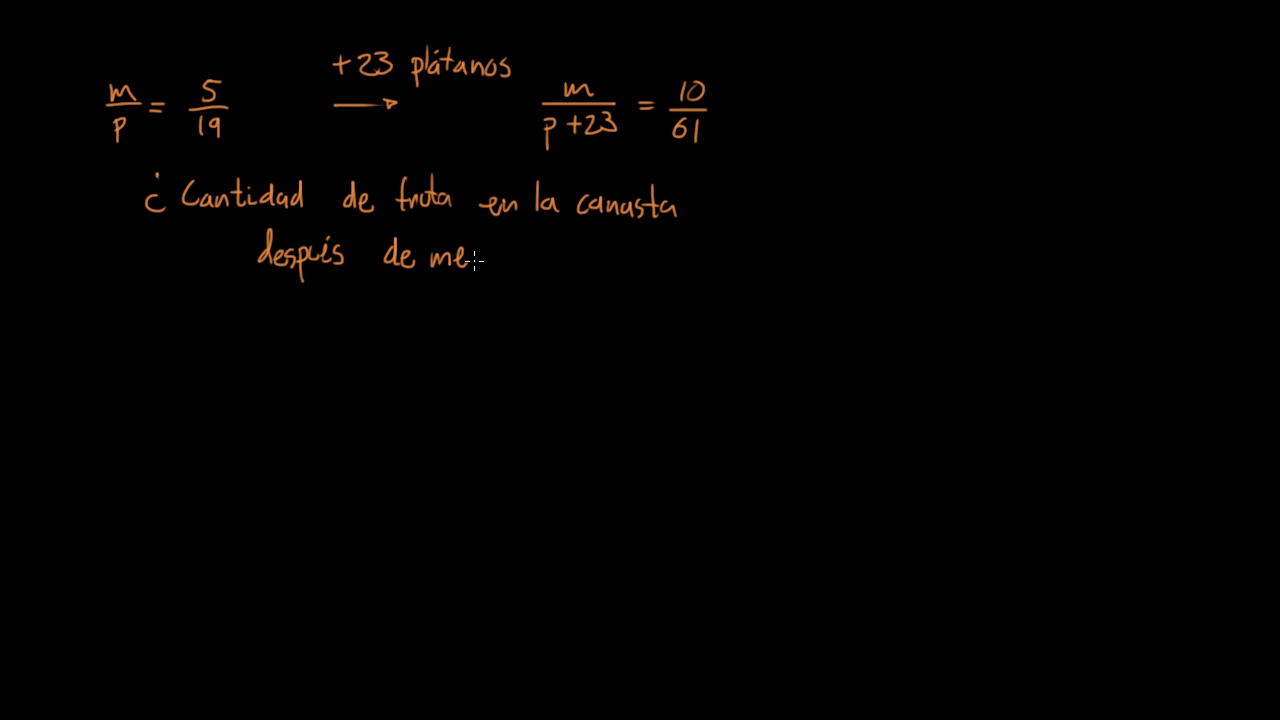 +23 plátanos
m/p = 5/19 → m/(p+23) = 10/61
¿ Cantidad de fruta en la canasta
después de me